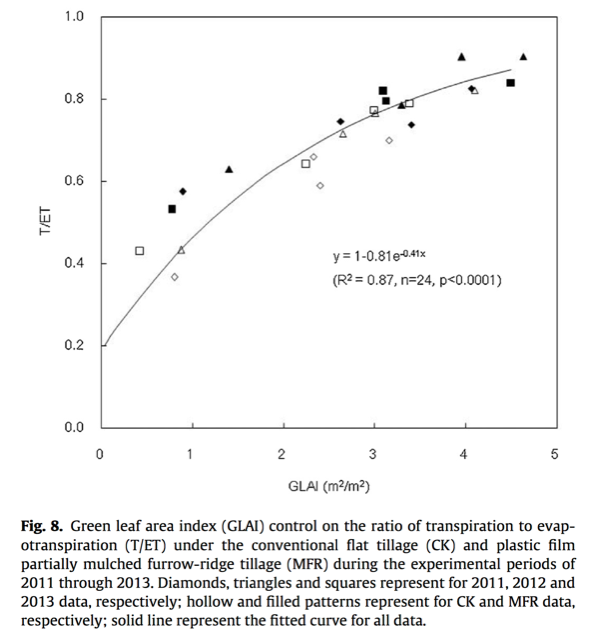 1.0
0.8
0.6
0.4
0.2
0.0
T/ET
y = 1-0.81e-0.41x
(R2 = 0.87, n=24, p<0.0001)
0 1 2 3 4 5
GLAI (m2/m2)
Fig. 8. Green leaf area index (GLAI) control on the ratio of transpiration to evap-
otranspiration (T/ET) under the conventional flat tillage (CK) and plastic film
partially mulched furrow-ridge tillage (MFR) during the experimental periods of
2011 through 2013. Diamonds, triangles and squares represent for 2011, 2012 and
2013 data, respectively; hollow and filled patterns represent for CK and MFR data,
respectively; solid line represent the fitted curve for all data.